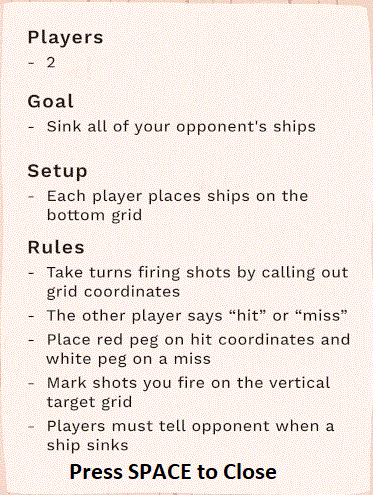 Players
- 2
Goal
- Sink all of your opponent's ships
Setup
- Each player places ships on the
bottom grid
Rules
- Take turns firing shots by calling out
grid coordinates
- The other player says “hit” or “miss”
- Place red peg on hit coordinates and
white peg on a miss
- Mark shots you fire on the vertical
target grid
- Players must tell opponent when a
ship sinks
Press SPACE to Close